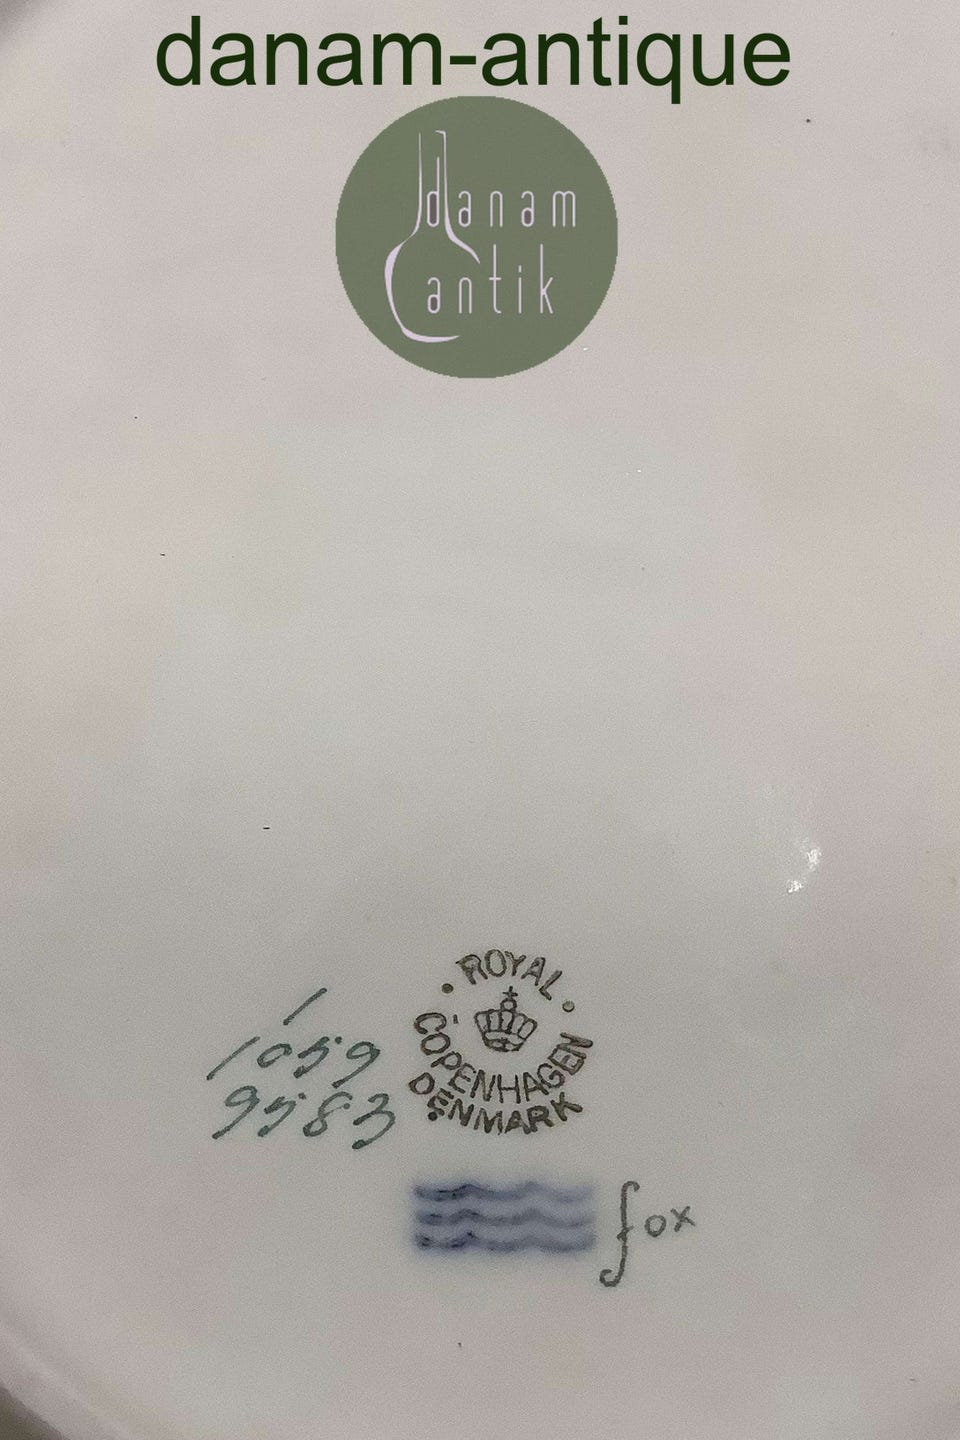 danam-antique
danam
antik
1
1059
9583
ROYAL
COPENHAGEN
DENMARK
fox